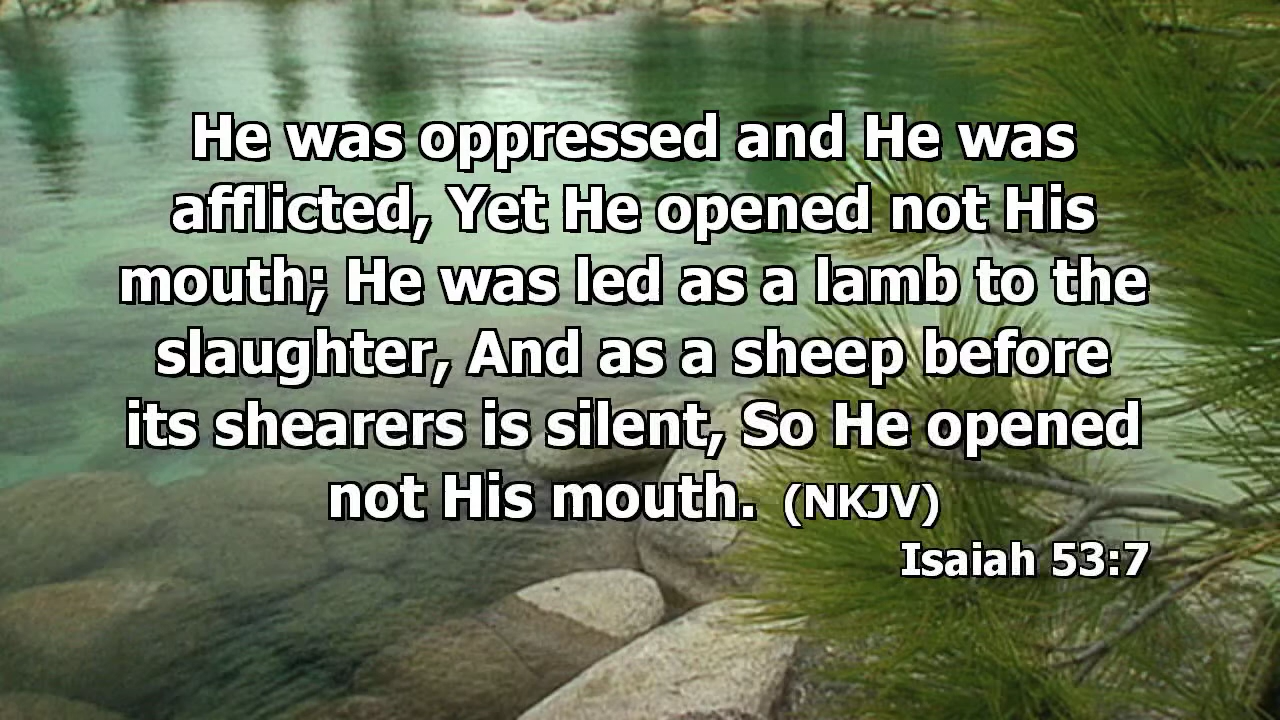 He was oppressed and He was
afflicted, Yet He opened not His
mouth; He was led as a lamb to the
slaughter, And as a sheep before
its shearers is silent, So He opened
not His mouth. (NKJV)
Isaiah 53:7